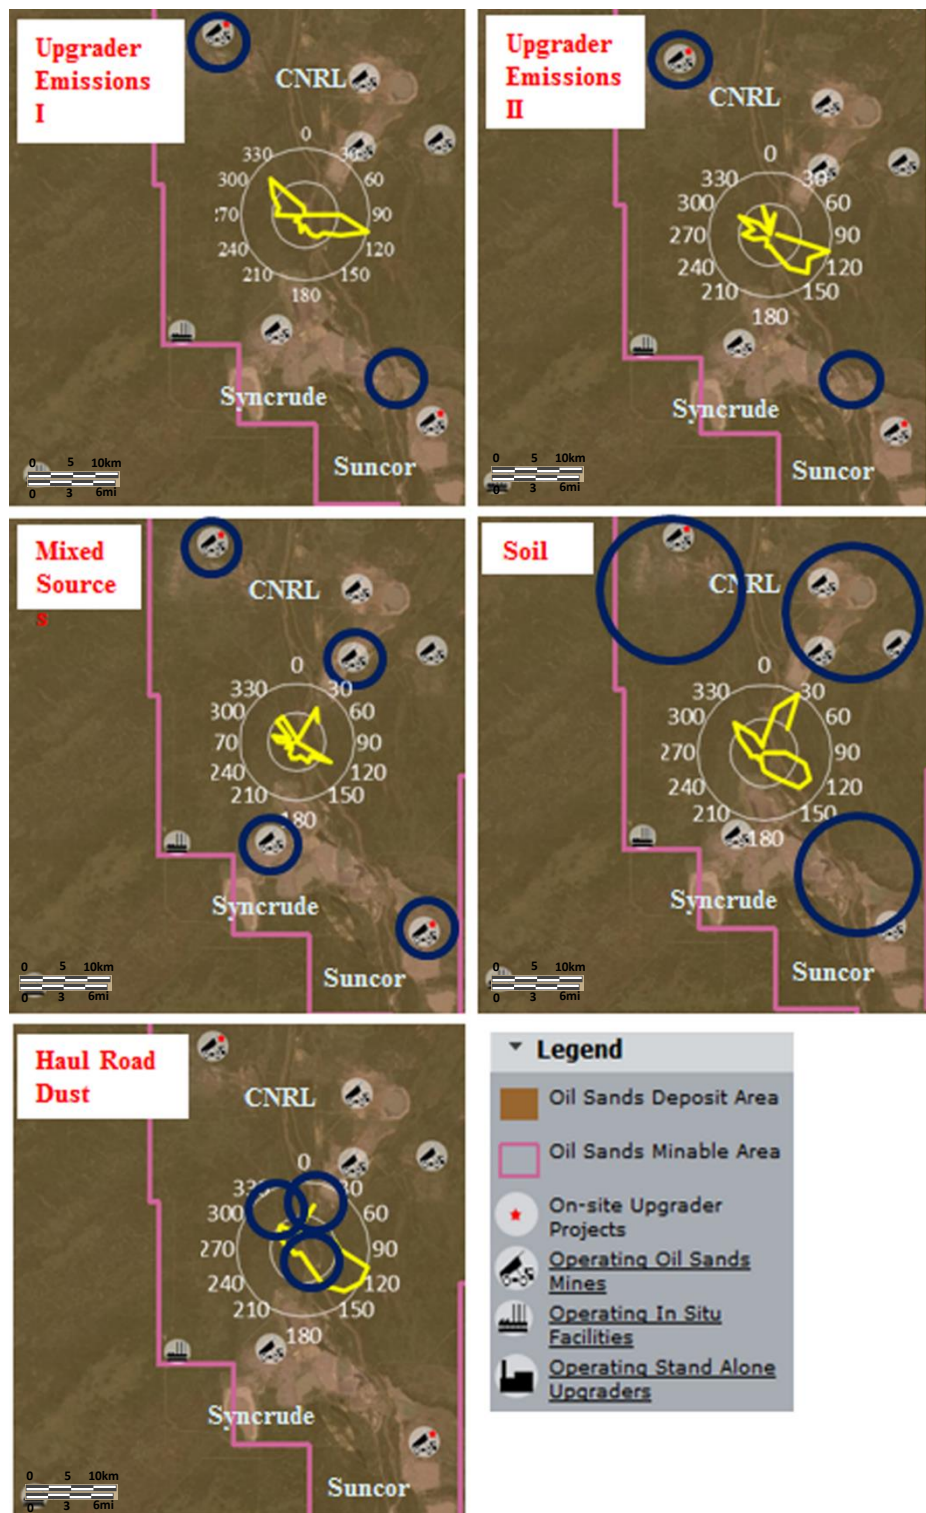 Upgrader
Emissions
I
CNRL
0
330
30
300
60
:70
90
240
120
210
150
180
Syncrude
Suncor
0 5 10km
0 3 6mi
Upgrader
Emissions
II
CNRL
0
330
30
300
60
270
90
240
120
210
150
180
Syncrude
Suncor
0 5 10km
0 3 6mi
Mixed
Source
s
CNRL
0
330
30
300
60
70
90
240
120
210
150
180
Syncrude
Suncor
0 5 10km
0 3 6mi
Soil
CNRL
0
330
30
300
60
270
90
240
120
210
150
180
Syncrude
Suncor
0 5 10km
0 3 6mi
Haul Road
Dust
CNRL
0
330
30
300
60
270
90
240
120
210
150
180
Syncrude
Suncor
0 5 10km
0 3 6mi
Legend
Oil Sands Deposit Area
Oil Sands Minable Area
On-site Upgrader
Projects
Operating Oil Sands
Mines
Operating In Situ
Facilities
Operating Stand Alone
Upgraders